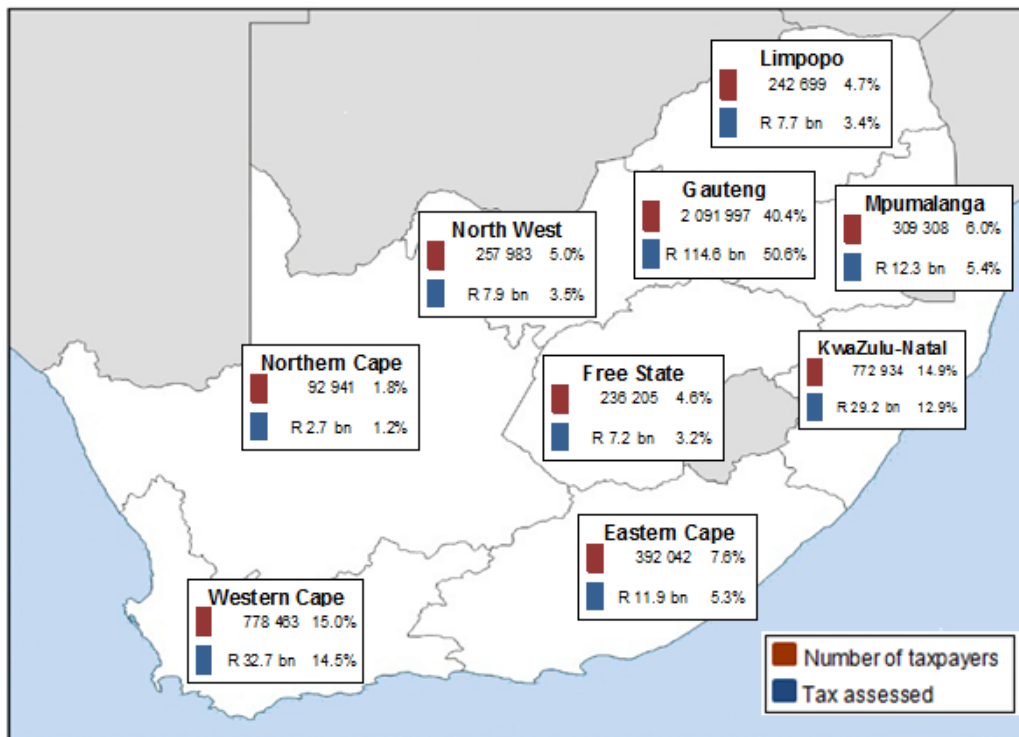 Limpopo
242 699 4.7%
R 7.7 bn 3.4%
Gauteng
2 091 997 40.4%
R 114.6 bn 50.6%
Mpumalanga
309 308 6.0%
R 12.3 bn 5.4%
North West
257 983 5.0%
R 7.9 bn 3.5%
KwaZulu-Natal
772 934 14.9%
R 29.2 bn 12.9%
Northern Cape
92 941 1.8%
R 2.7 bn 1.2%
Free State
236 205 4.6%
R 7.2 bn 3.2%
Eastern Cape
392 042 7.6%
R 11.9 bn 5.3%
Western Cape
778 463 15.0%
R 32.7 bn 14.5%
Number of taxpayers
Tax assessed